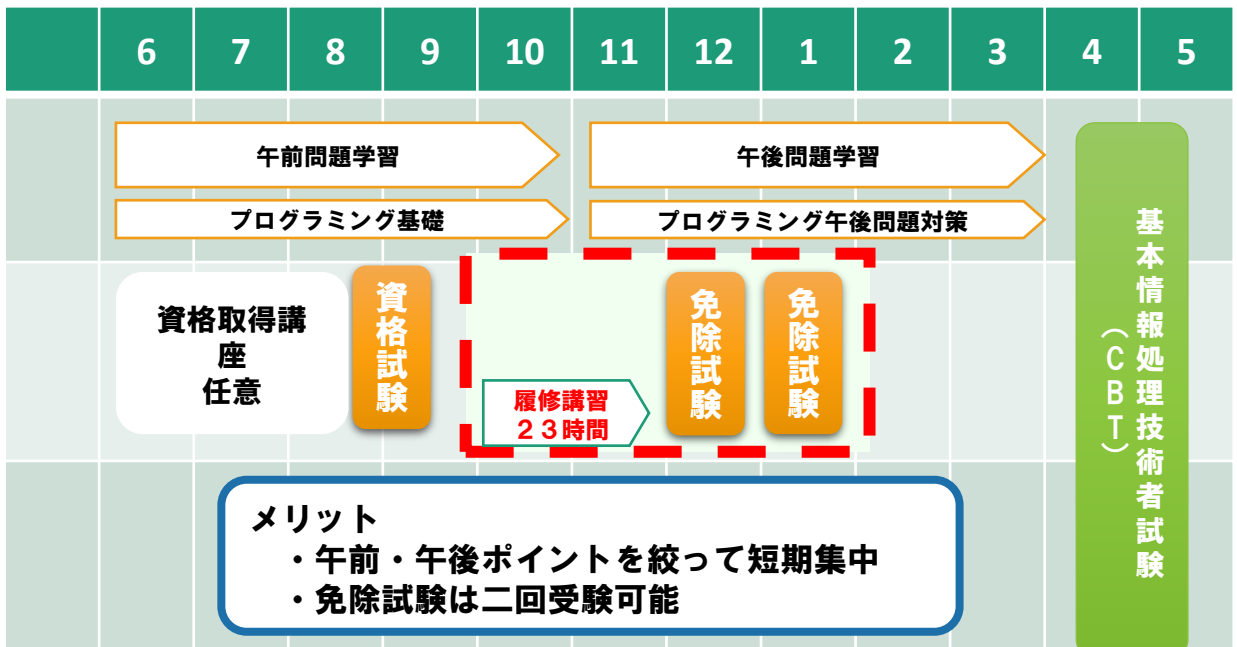 6 7 8 9 10 11 12 1 2 3 4 5
午前問題学習
午後問題学習
プログラミング基礎
プログラミング午後問題対策
資格取得講
座
任意
資格試験
履修講習
２３時間
免除試験
免除試験
基本情報処理技術者試験
（ＣＢＴ）
メリット
・午前・午後ポイントを絞って短期集中
・免除試験は二回受験可能